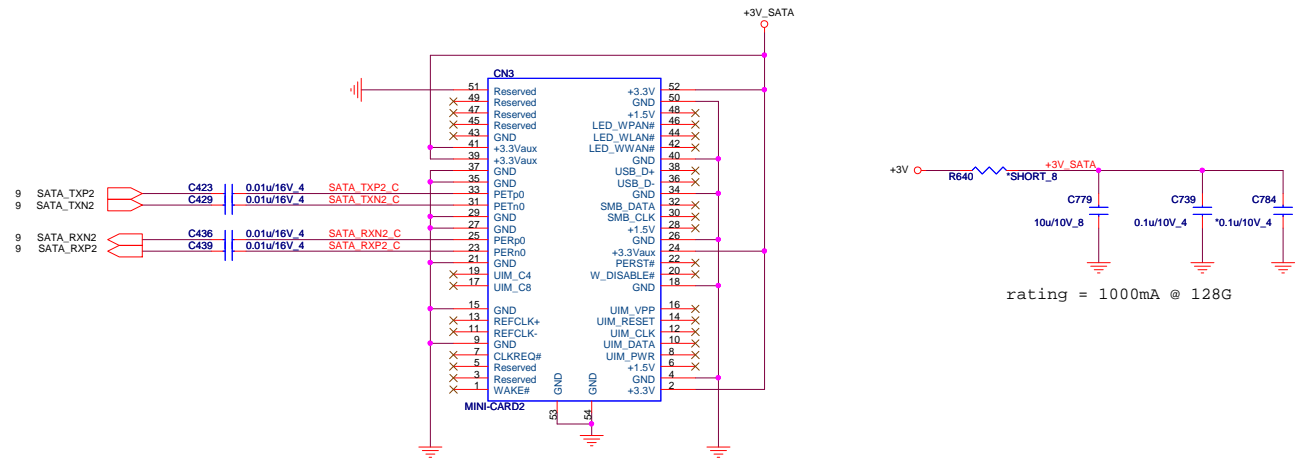 +3V_SATA
CN3
51 Reserved +3.3V 52
49 Reserved GND 50
47 Reserved +1.5V 48
45 Reserved LED_WPAN# 46
43 GND LED_WLAN# 44
41 +3.3Vaux LED_WWAN# 42
39 +3.3Vaux GND 40
37 GND USB_D+ 38
35 GND USB_D- 36
9 SATA_TXP2 C423 0.01u/16V_4 SATA_TXP2_C 33 PETp0 GND 34
9 SATA_TXN2 C429 0.01u/16V_4 SATA_TXN2_C 31 PETn0 SMB_DATA 32
29 GND SMB_CLK 30
27 GND +1.5V 28
9 SATA_RXN2 C436 0.01u/16V_4 SATA_RXN2_C 25 PERp0 GND 26
9 SATA_RXP2 C439 0.01u/16V_4 SATA_RXP2_C 23 PERn0 +3.3Vaux 24
21 GND PERST# 22
19 UIM_C4 W_DISABLE# 20
17 UIM_C8 GND 18
15 GND UIM_VPP 16
13 REFCLK+ UIM_RESET 14
11 REFCLK- UIM_CLK 12
9 GND UIM_DATA 10
7 CLKREQ# UIM_PWR 8
5 Reserved +1.5V 6
3 Reserved GND 4
1 WAKE# +3.3V 2
GND GND
MINI-CARD2
53 54
+3V +3V_SATA
R640 *SHORT_8
C779 C739 C784
10u/10V_8 0.1u/10V_4 *0.1u/10V_4
rating = 1000mA @ 128G